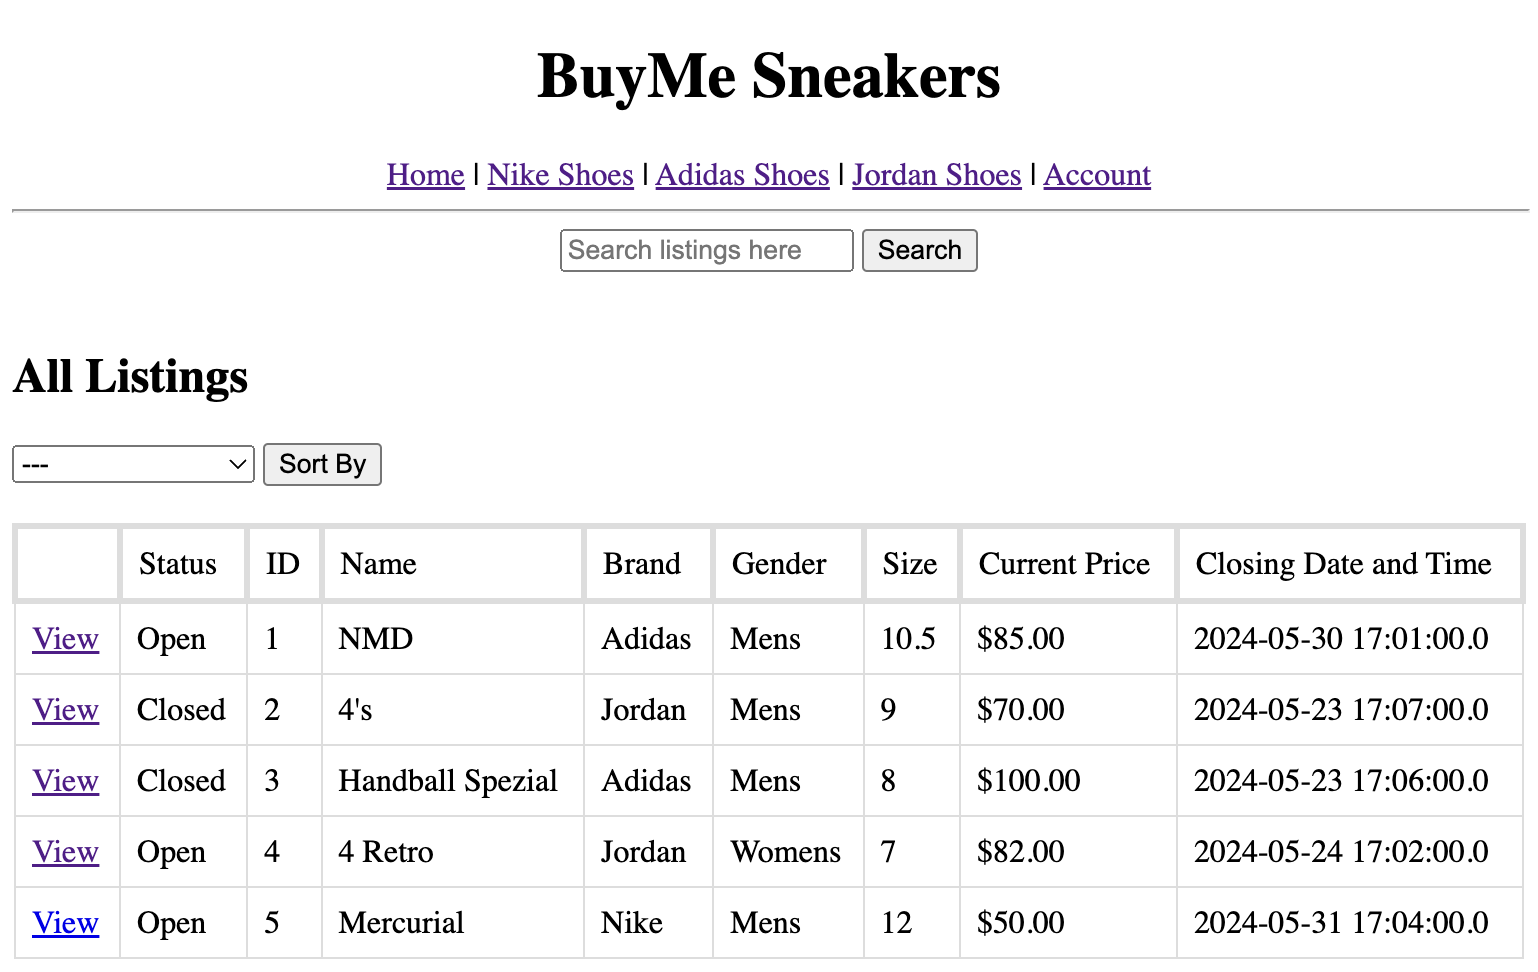 BuyMe Sneakers
Home | Nike Shoes | Adidas Shoes | Jordan Shoes | Account
Search listings here Search
All Listings
--- Sort By
Status ID Name Brand Gender Size Current Price Closing Date and Time
View Open 1 NMD Adidas Mens 10.5 $85.00 2024-05-30 17:01:00.0
View Closed 2 4's Jordan Mens 9 $70.00 2024-05-23 17:07:00.0
View Closed 3 Handball Spezial Adidas Mens 8 $100.00 2024-05-23 17:06:00.0
View Open 4 4 Retro Jordan Womens 7 $82.00 2024-05-24 17:02:00.0
View Open 5 Mercurial Nike Mens 12 $50.00 2024-05-31 17:04:00.0